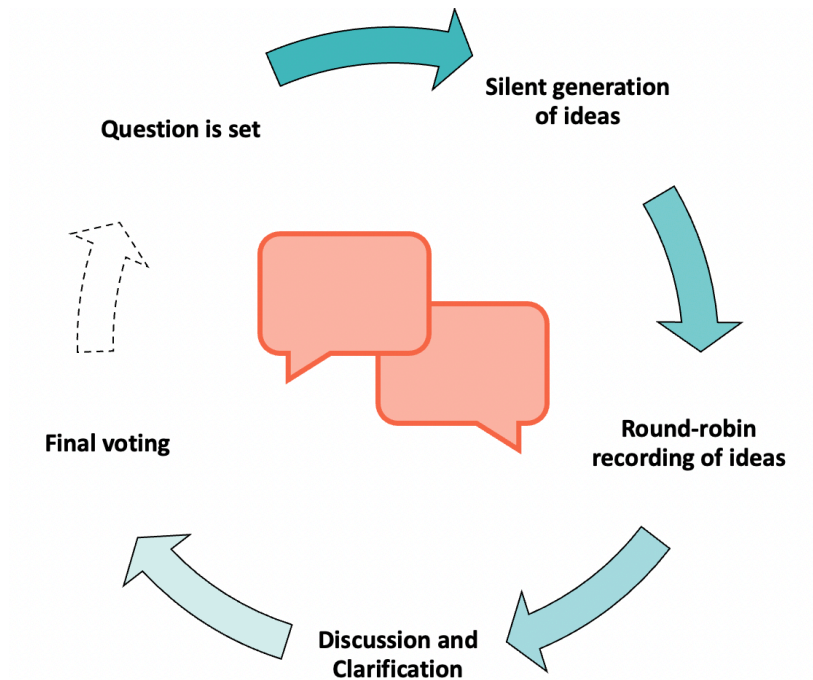 Question is set
Silent generation
of ideas
Round-robin
recording of ideas
Discussion and
Clarification
Final voting